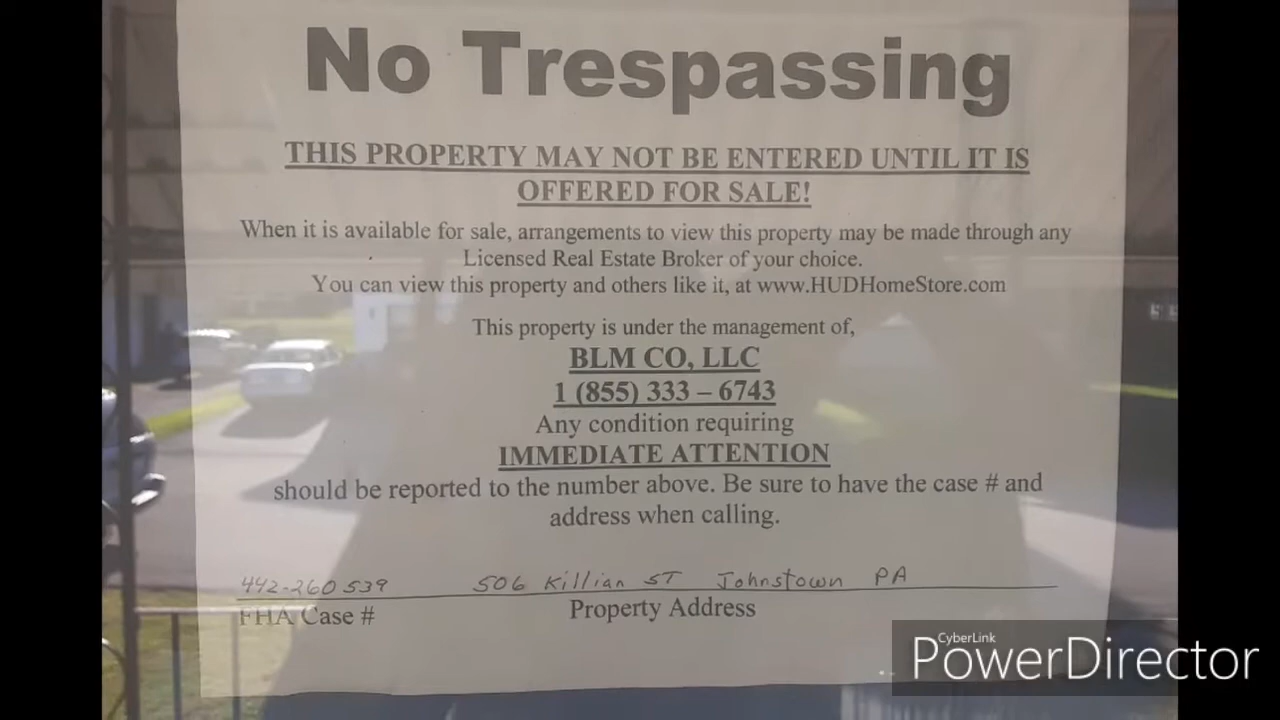 No Trespassing
THIS PROPERTY MAY NOT BE ENTERED UNTIL IT IS
OFFERED FOR SALE!
When it is available for sale, arrangements to view this property may be made through any
Licensed Real Estate Broker of your choice.
You can view this property and others like it, at www.HUDHomeStore.com
This property is under the management of,
BLM CO, LLC
1 (855) 333 – 6743
Any condition requiring
IMMEDIATE ATTENTION
should be reported to the number above. Be sure to have the case # and
address when calling.
442-260539 506 Killian ST Johnstown PA
FHA Case # Property Address
CyberLink
PowerDirector